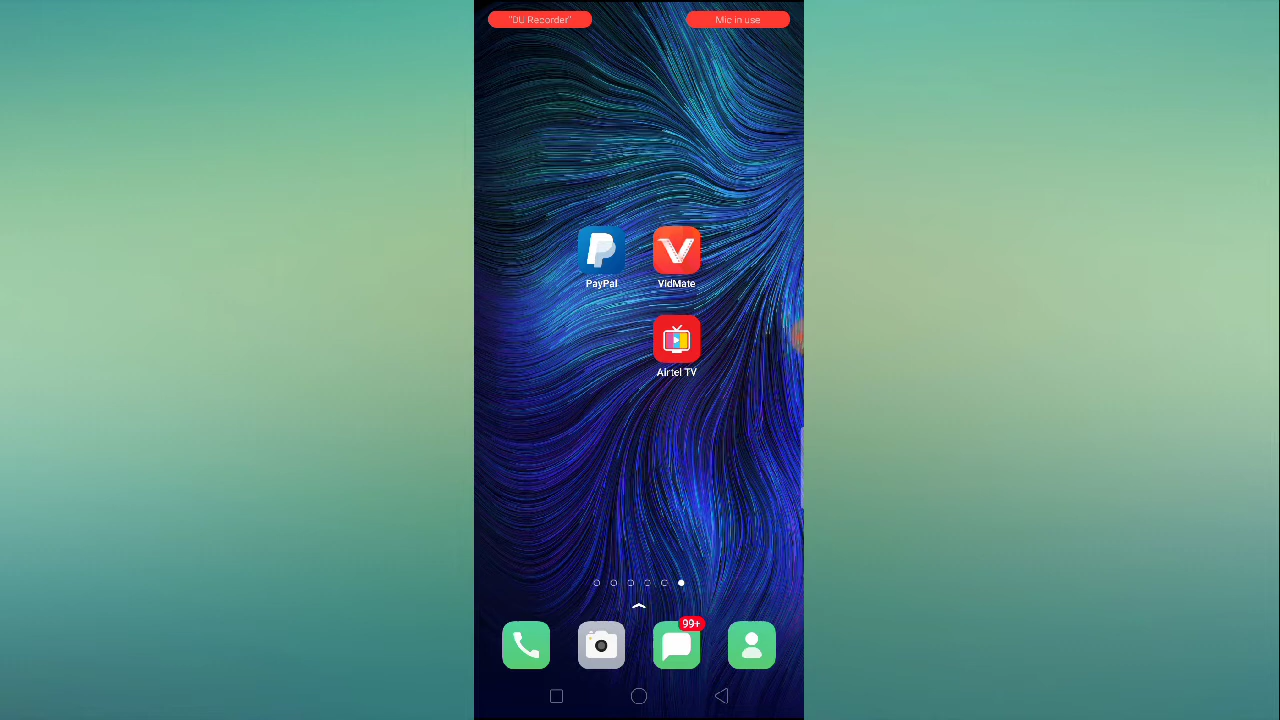 "DU Recorder"
Mic in use
PayPal
VidMate
Airtel TV
99+